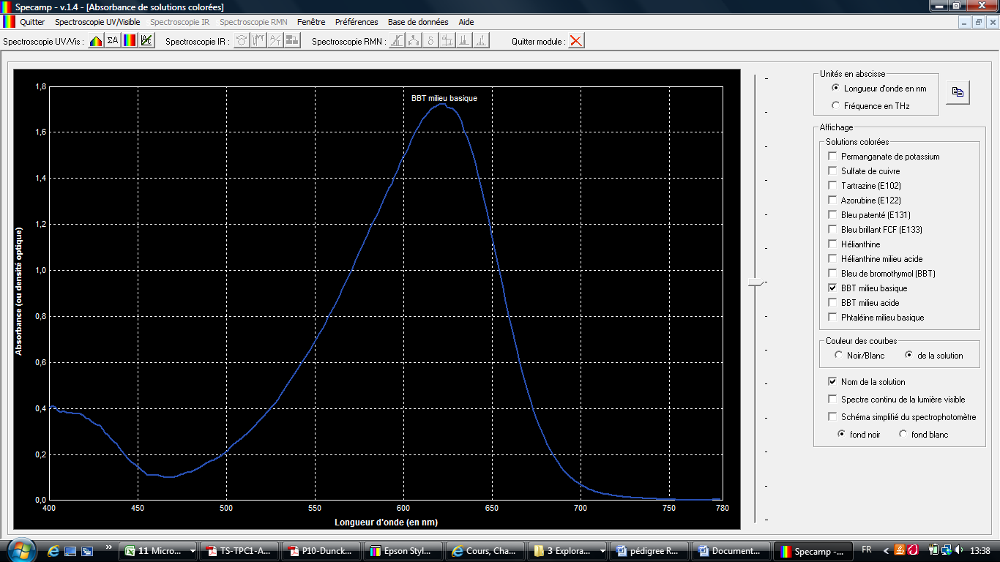 Specamp - v.1.4 - [Absorbance de solutions colorées]
Quitter Spectroscopie UV/Visible Spectroscopie IR Spectroscopie RMN Fenêtre Préférences Base de données Aide
Spectroscopie UV/Vis : ΣA Spectroscopie IR : A/ Spectroscopie RMN : δ Quitter module :
Unités en abscisse
Longueur d'onde en nm
Fréquence en THz
Affichage
Solutions colorées
Permanganate de potassium
Sulfate de cuivre
Tartrazine (E102)
Azorubine (E122)
Bleu patenté (E131)
Bleu brillant FCF (E133)
Hélianthine
Hélianthine milieu acide
Bleu de bromothymol (BBT)
BBT milieu basique
BBT milieu acide
Phtaléine milieu basique
Couleur des courbes
Noir/Blanc de la solution
Nom de la solution
Spectre continu de la lumière visible
Schéma simplifié du spectrophotomètre
fond noir fond blanc
BBT milieu basique
Absorbance (ou densité optique)
1,8
1,6
1,4
1,2
1,0
0,8
0,6
0,4
0,2
0,0
400 450 500 550 600 650 700 750 780
Longueur d'onde (en nm)
11 Micro... TS-TPC1-A... P10-Dunck... Epson Styl... Cours, Cha... 3 Explora... pédigree R... Document... Specamp -... FR 13:38